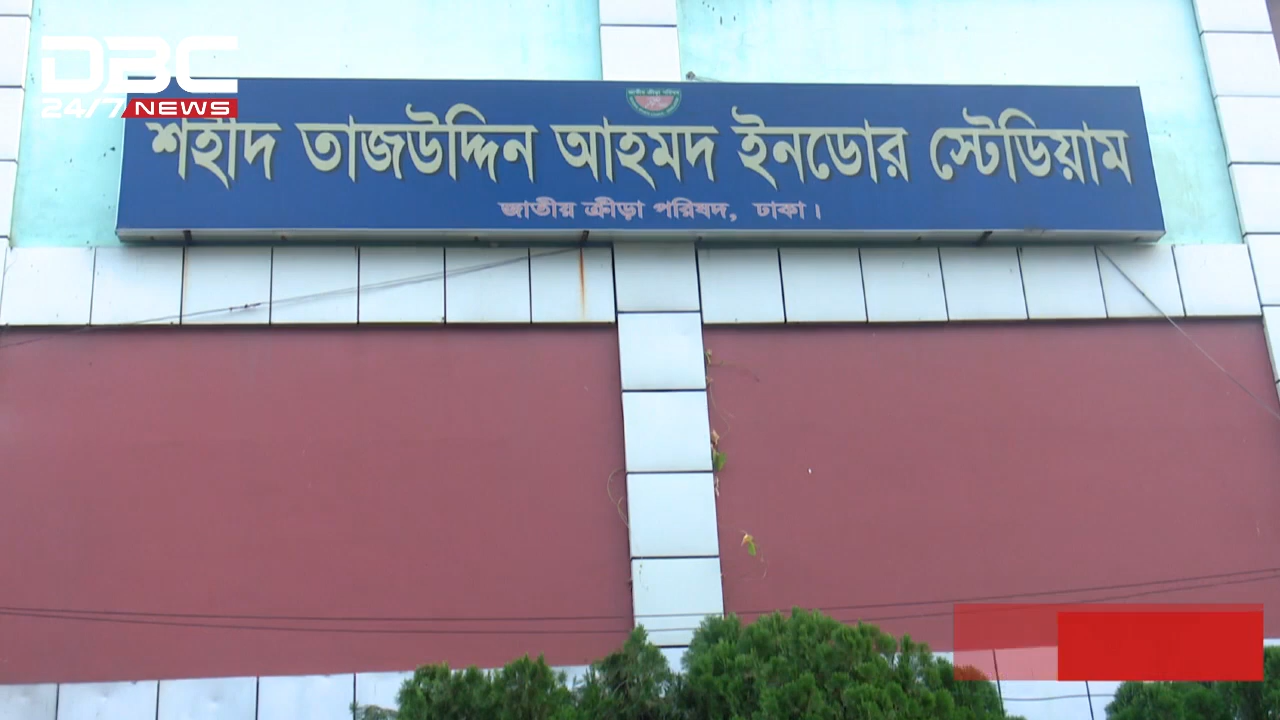 DBC
24/7 NEWS
শহীদ তাজউদ্দিন আহমদ ইনডোর স্টেডিয়াম
জাতীয় ক্রীড়া পরিষদ, ঢাকা।